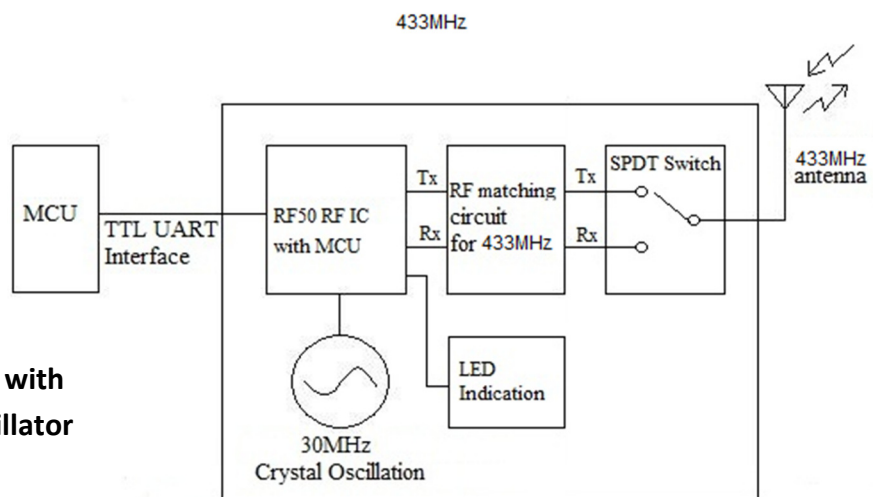 433MHz
433MHz
antenna
MCU
TTL UART
Interface
RF50 RF IC
with MCU
Tx
Rx
RF matching
circuit
for 433MHz
Tx
Rx
SPDT Switch
LED
Indication
30MHz
Crystal Oscillation
with
illator